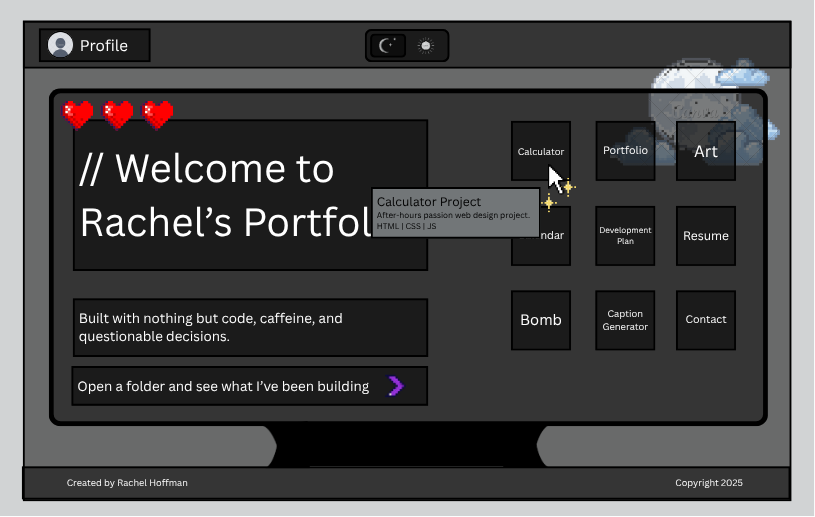 Profile
// Welcome to
Rachel’s Portfol
Calculator
Portfolio
Art
Calculator Project
After-hours passion web design project.
HTML | CSS | JS
ndar
Development
Plan
Resume
Built with nothing but code, caffeine, and
questionable decisions.
Bomb
Caption
Generator
Contact
Open a folder and see what I’ve been building
Created by Rachel Hoffman
Copyright 2025